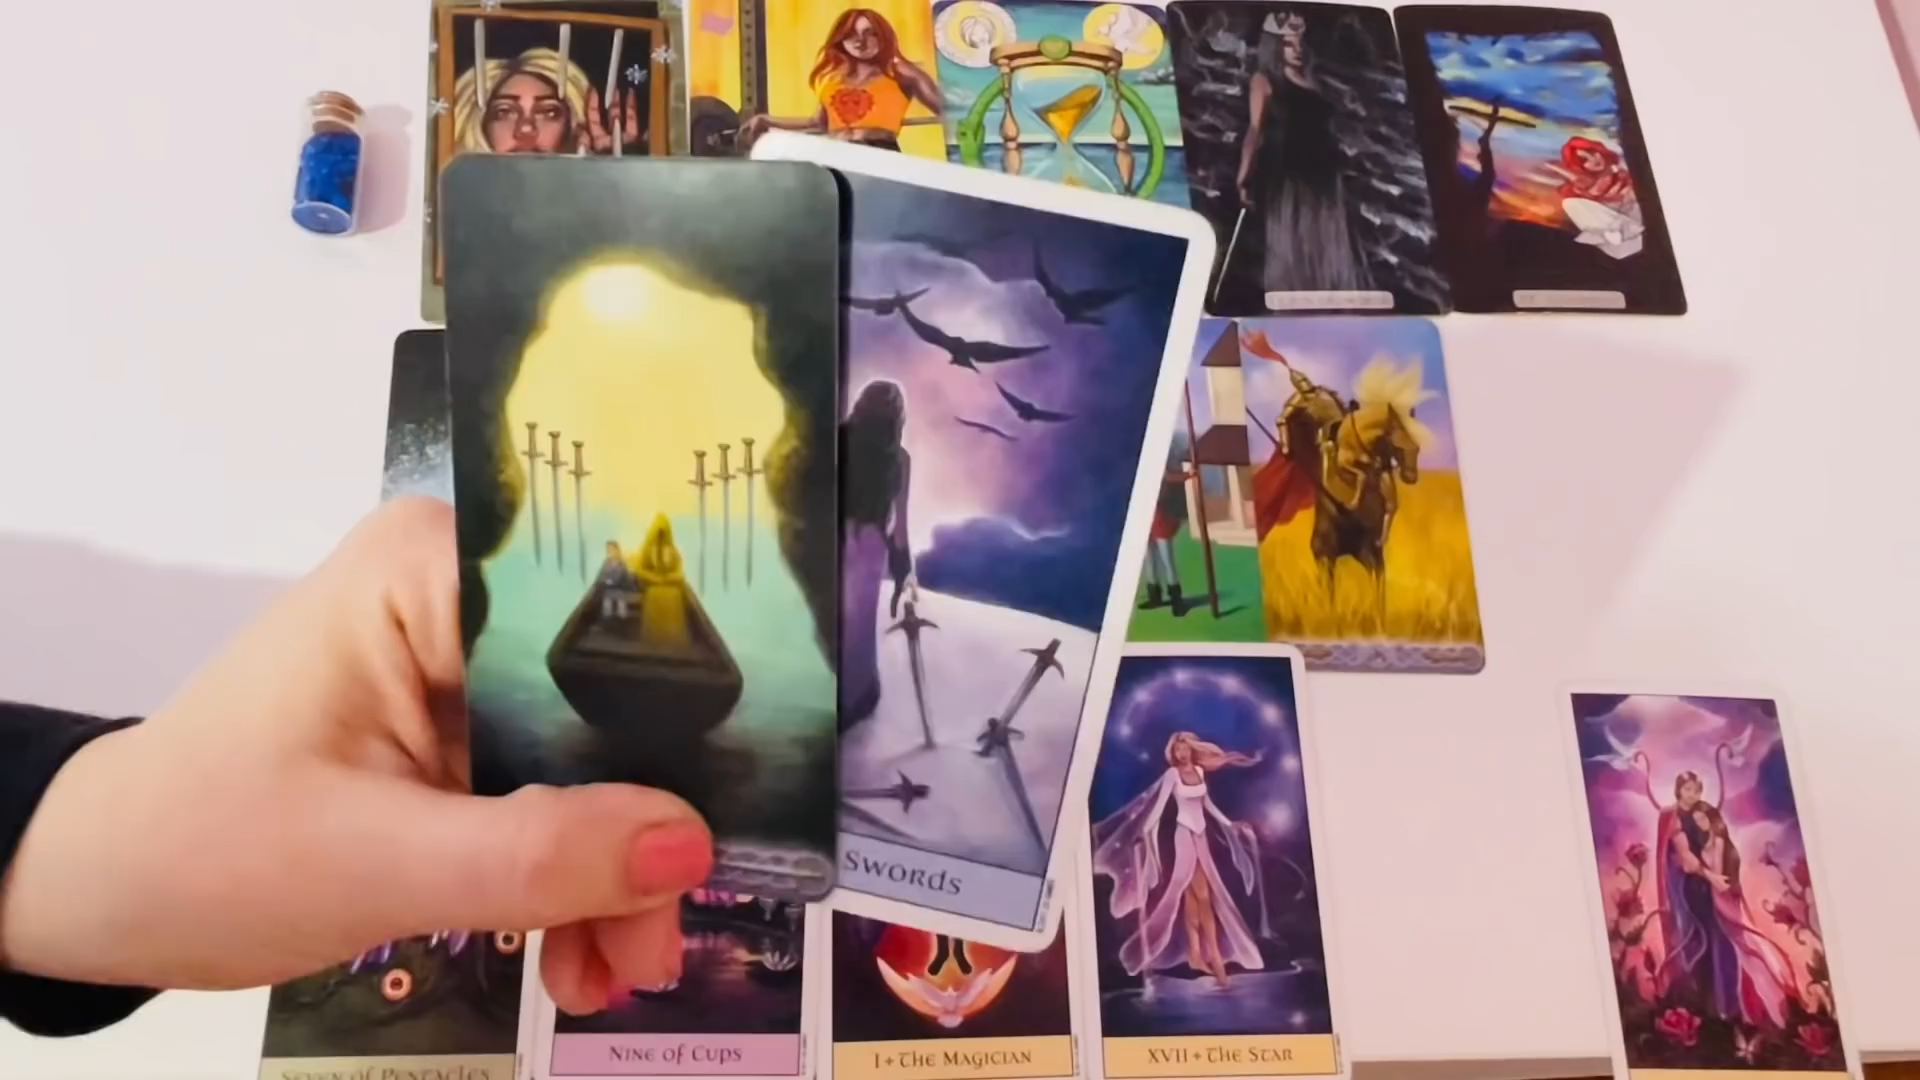 Swords
Nine of Cups
I + The Magician
XVII + The Star
Seven of Pentacles